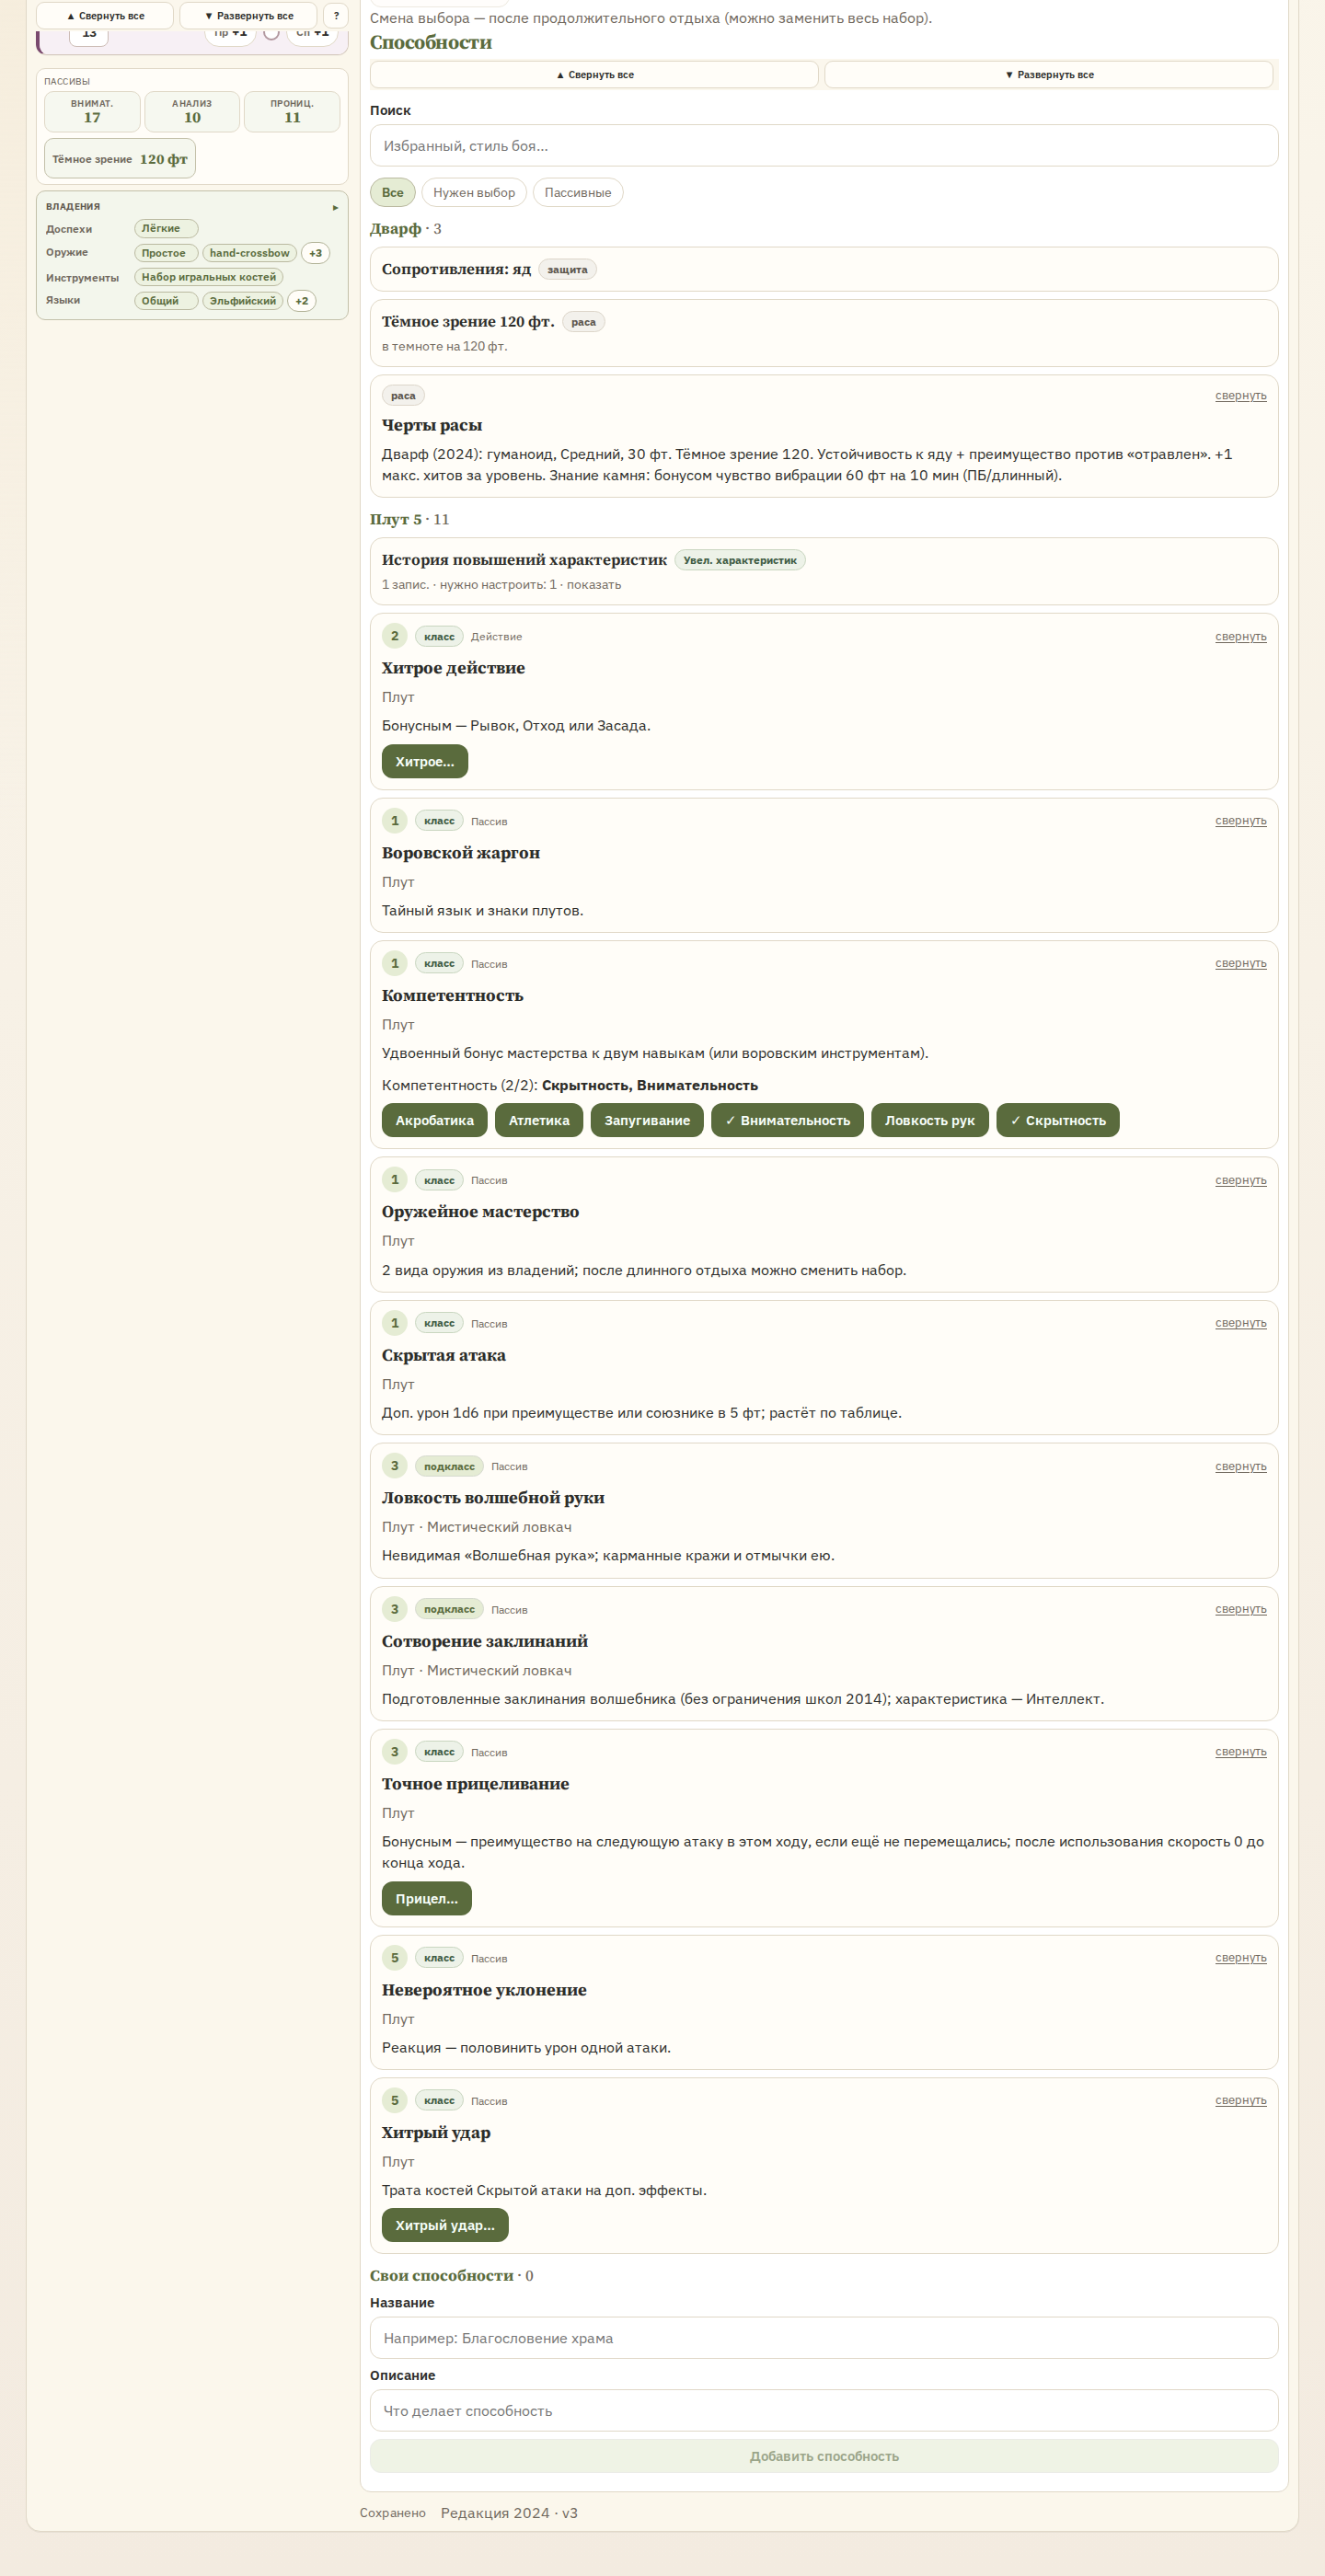 ▲ Свернуть все
▼ Развернуть все
?
13
Пр +1
Сп +1
ПАССИВЫ
ВНИМАТ.
17
АНАЛИЗ
10
ПРОНИЦ.
11
Тёмное зрение 120 фт
ВЛАДЕНИЯ ▸
Доспехи Лёгкие
Оружие Простое hand-crossbow +3
Инструменты Набор игральных костей
Языки Общий Эльфийский +2
Смена выбора — после продолжительного отдыха (можно заменить весь набор).
Способности
▲ Свернуть все
▼ Развернуть все
Поиск
Избранный, стиль боя...
Все Нужен выбор Пассивные
Дварф · 3
Сопротивления: яд защита
Тёмное зрение 120 фт. раса
в темноте на 120 фт.
раса свернуть
Черты расы
Дварф (2024): гуманоид, Средний, 30 фт. Тёмное зрение 120. Устойчивость к яду + преимущество против «отравлен». +1
макс. хитов за уровень. Знание камня: бонусом чувство вибрации 60 фт на 10 мин (ПБ/длинный).
Плут 5 · 11
История повышений характеристик Увел. характеристик
1 запис. · нужно настроить: 1 · показать
2 класс Действие свернуть
Хитрое действие
Плут
Бонусным — Рывок, Отход или Засада.
Хитрое...
1 класс Пассив свернуть
Воровской жаргон
Плут
Тайный язык и знаки плутов.
1 класс Пассив свернуть
Компетентность
Плут
Удвоенный бонус мастерства к двум навыкам (или воровским инструментам).
Компетентность (2/2): Скрытность, Внимательность
Акробатика Атлетика Запугивание ✓ Внимательность Ловкость рук ✓ Скрытность
1 класс Пассив свернуть
Оружейное мастерство
Плут
2 вида оружия из владений; после длинного отдыха можно сменить набор.
1 класс Пассив свернуть
Скрытая атака
Плут
Доп. урон 1d6 при преимуществе или союзнике в 5 фт; растёт по таблице.
3 подкласс Пассив свернуть
Ловкость волшебной руки
Плут · Мистический ловкач
Невидимая «Волшебная рука»; карманные кражи и отмычки ею.
3 подкласс Пассив свернуть
Сотворение заклинаний
Плут · Мистический ловкач
Подготовленные заклинания волшебника (без ограничения школ 2014); характеристика — Интеллект.
3 класс Пассив свернуть
Точное прицеливание
Плут
Бонусным — преимущество на следующую атаку в этом ходу, если ещё не перемещались; после использования скорость 0 до
конца хода.
Прицел...
5 класс Пассив свернуть
Невероятное уклонение
Плут
Реакция — половинить урон одной атаки.
5 класс Пассив свернуть
Хитрый удар
Плут
Трата костей Скрытой атаки на доп. эффекты.
Хитрый удар...
Свои способности · 0
Название
Например: Благословение храма
Описание
Что делает способность
Добавить способность
Сохранено Редакция 2024 · v3